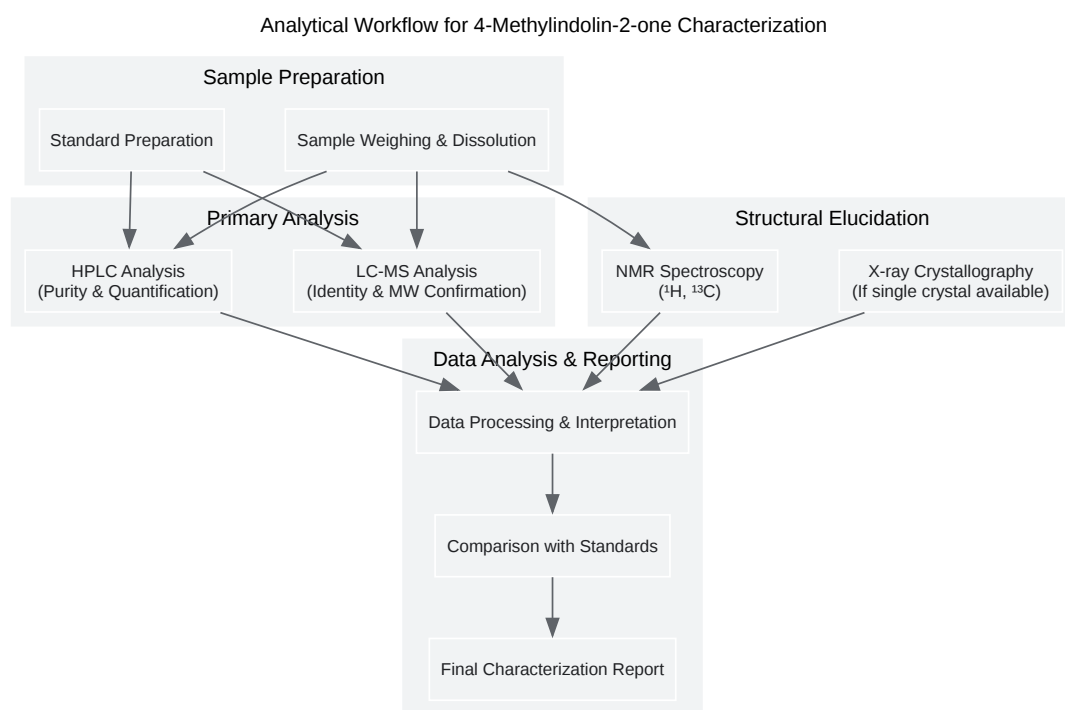 Analytical Workflow for 4-Methylindolin-2-one Characterization
Sample Preparation
Standard Preparation
Sample Weighing & Dissolution
Primary Analysis
HPLC Analysis
(Purity & Quantification)
LC-MS Analysis
(Identity & MW Confirmation)
Structural Elucidation
NMR Spectroscopy
(¹H, ¹³C)
X-ray Crystallography
(If single crystal available)
Data Analysis & Reporting
Data Processing & Interpretation
Comparison with Standards
Final Characterization Report